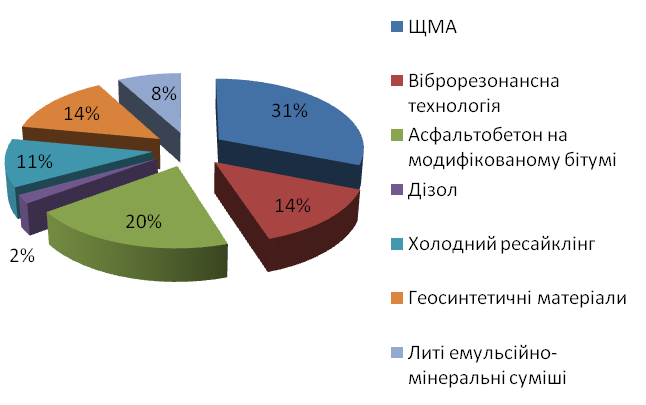 31%
14%
20%
2%
11%
14%
8%
ЩМА
Віброрезонансна
технологія
Асфальтобетон на
модифікованому бітумі
Дізол
Холодний ресайклінг
Геосинтетичні матеріали
Литі емульсійно-
мінеральні суміші